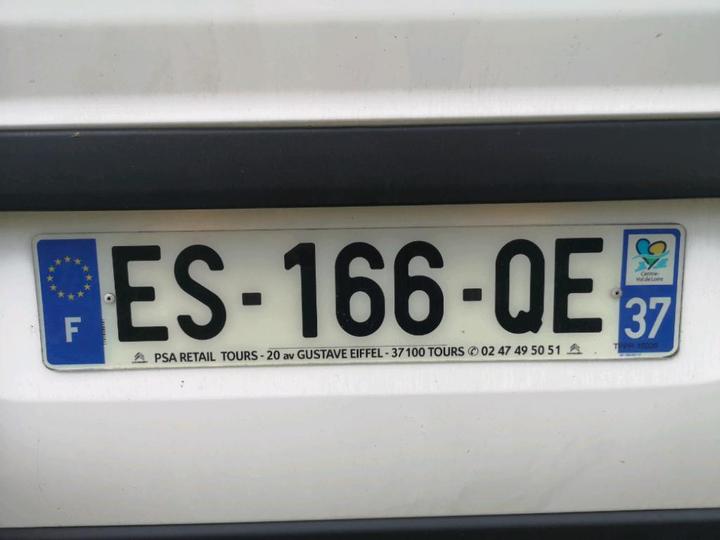 F
ES-166-QE
Centre-
Val de Loire
37
PSA RETAIL TOURS - 20 av GUSTAVE EIFFEL - 37100 TOURS ✆ 02 47 49 50 51